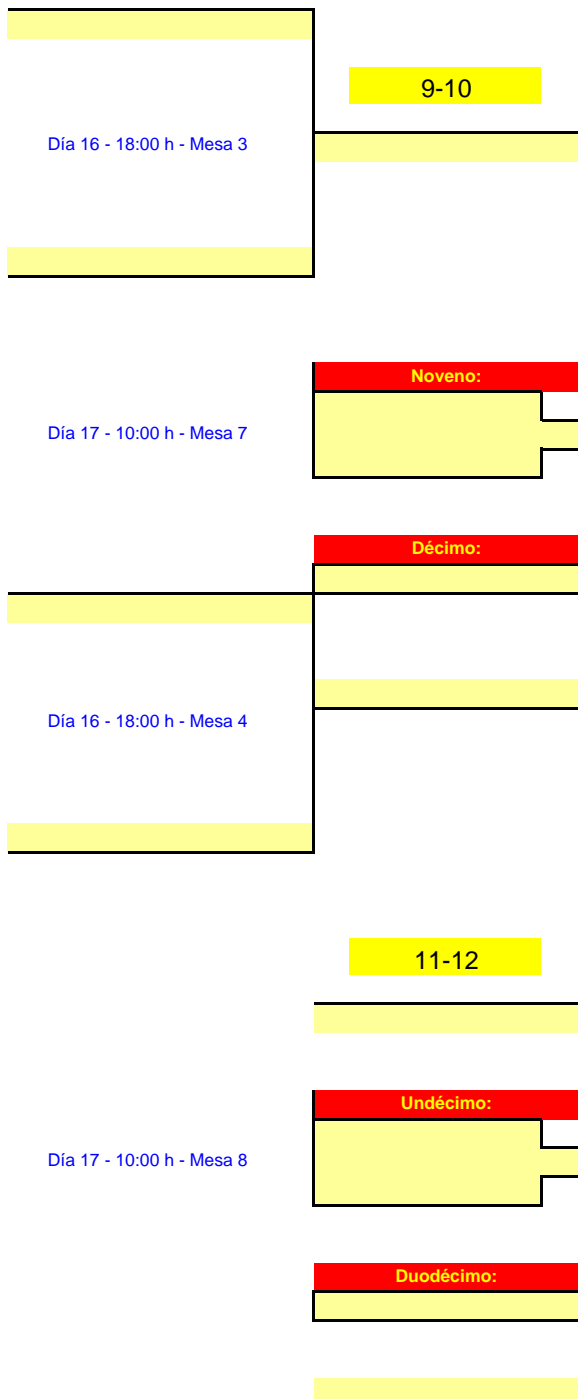 9-10
Día 16 - 18:00 h - Mesa 3
Noveno:
Día 17 - 10:00 h - Mesa 7
Décimo:
Día 16 - 18:00 h - Mesa 4
11-12
Undécimo:
Día 17 - 10:00 h - Mesa 8
Duodécimo: